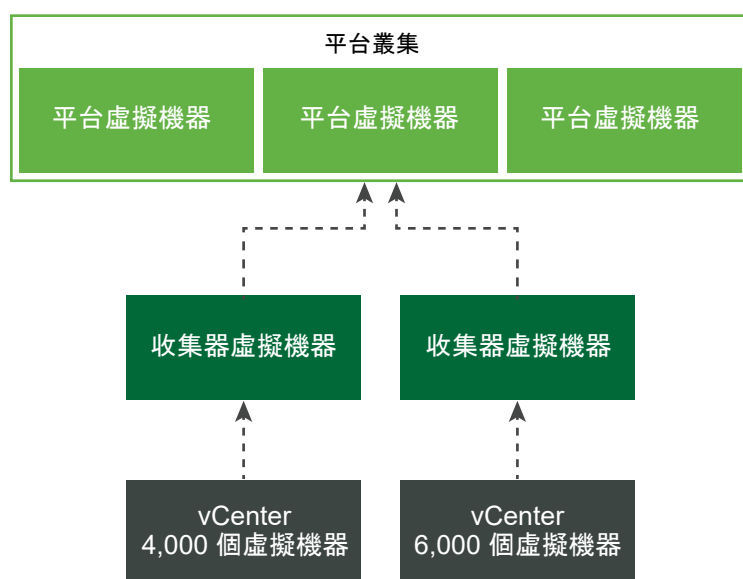 平台叢集
平台虛擬機器
平台虛擬機器
平台虛擬機器
收集器虛擬機器
收集器虛擬機器
vCenter
4,000 個虛擬機器
vCenter
6,000 個虛擬機器